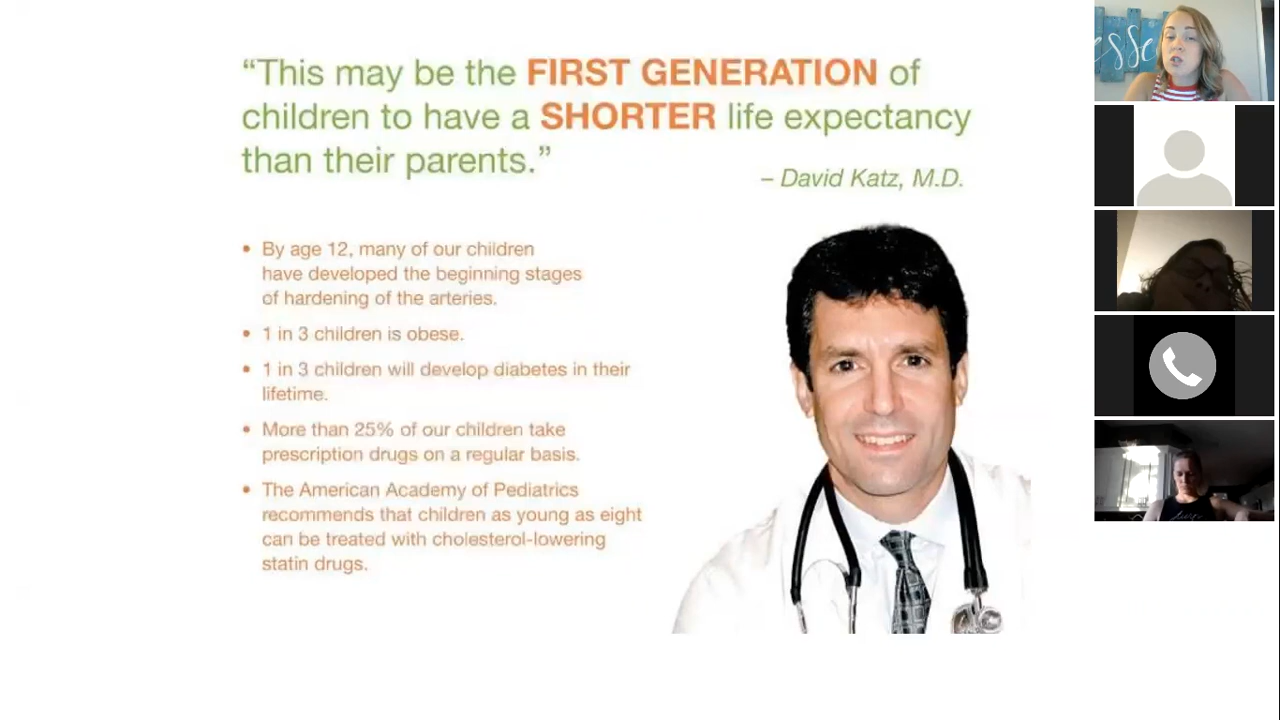 “This may be the FIRST GENERATION of
children to have a SHORTER life expectancy
than their parents.”
– David Katz, M.D.
• By age 12, many of our children
have developed the beginning stages
of hardening of the arteries.
• 1 in 3 children is obese.
• 1 in 3 children will develop diabetes in their
lifetime.
• More than 25% of our children take
prescription drugs on a regular basis.
• The American Academy of Pediatrics
recommends that children as young as eight
can be treated with cholesterol-lowering
statin drugs.
esse